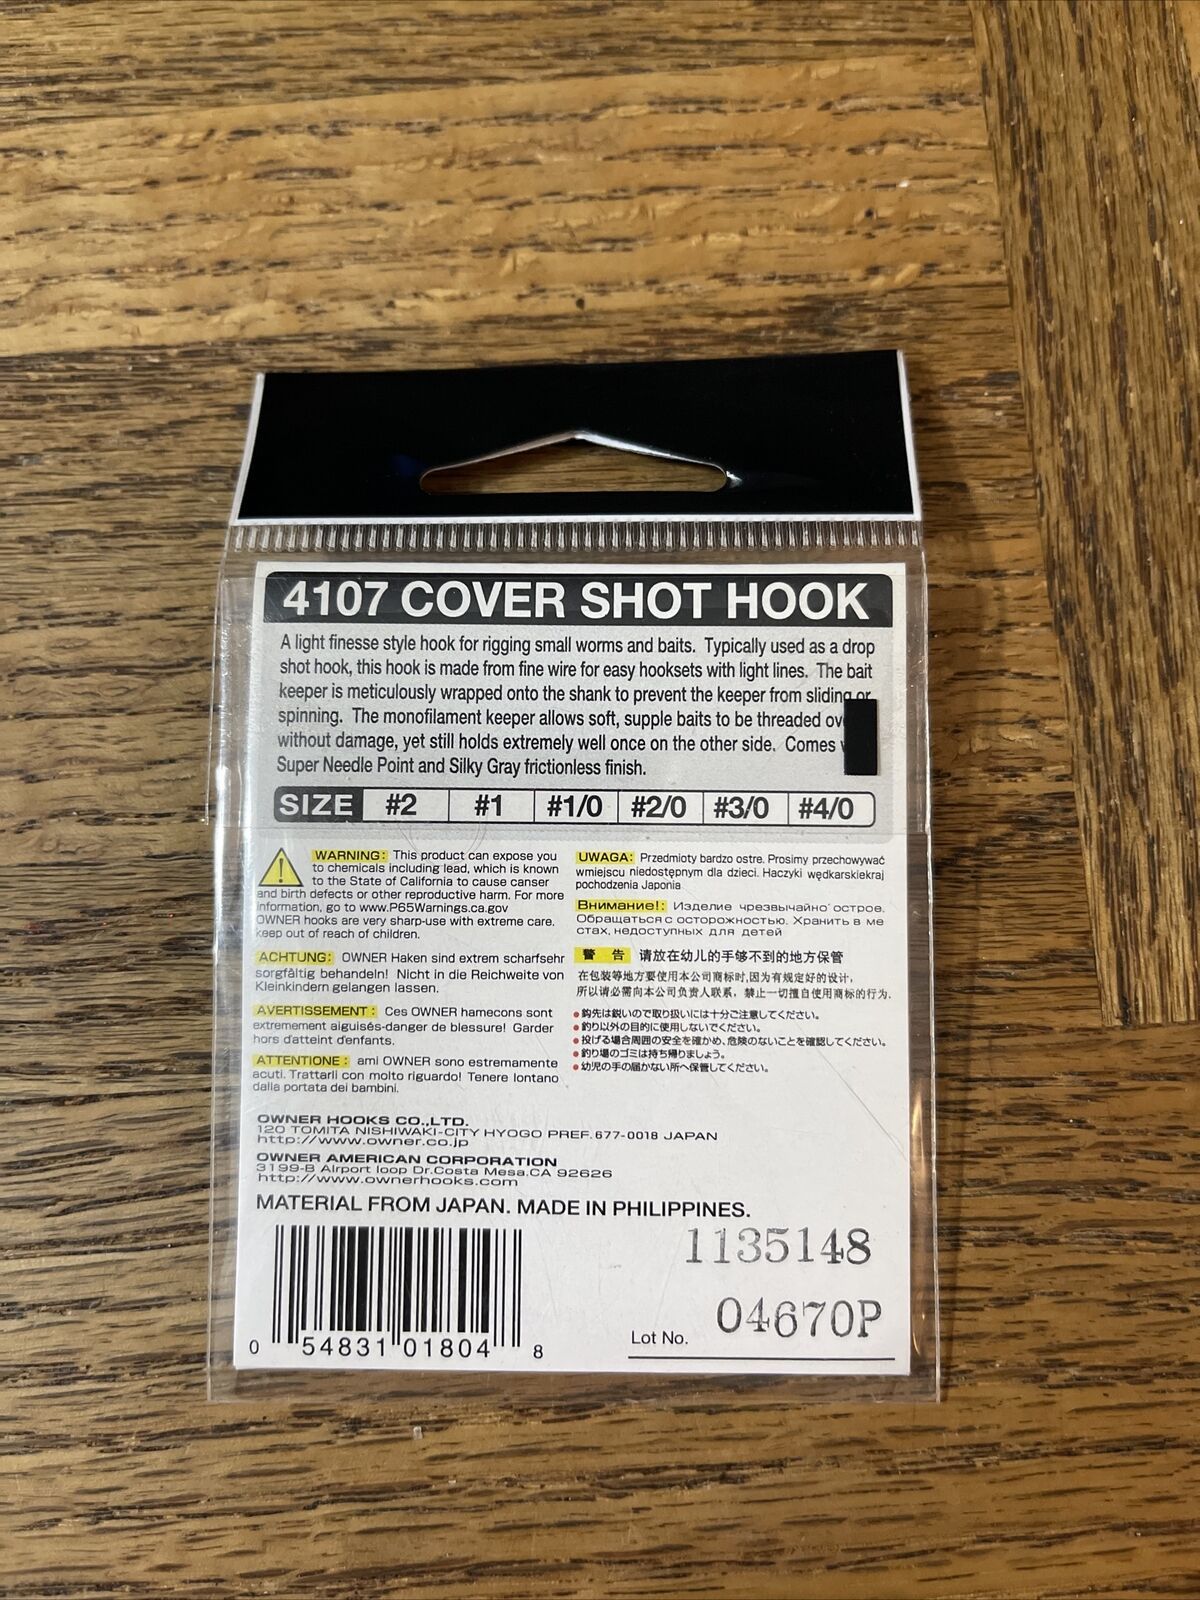 4107 COVER SHOT HOOK
A light finesse style hook for rigging small worms and baits. Typically used as a drop
shot hook, this hook is made from fine wire for easy hooksets with light lines. The bait
keeper is meticulously wrapped onto the shank to prevent the keeper from sliding or
spinning. The monofilament keeper allows soft, supple baits to be threaded
without damage, yet still holds extremely well once on the other side. Comes
Super Needle Point and Silky Gray frictionless finish.
SIZE #2 #1 #1/0 #2/0 #3/0 #4/0
WARNING: This product can expose you
to chemicals including lead, which is known
to the State of California to cause canser
and birth defects or other reproductive harm. For more
information, go to www.P65Warnings.ca.gov
OWNER hooks are very sharp-use with extreme care.
keep out of reach of children.
ACHTUNG: OWNER Haken sind extrem scharfsehr
sorgfältig behandeln! Nicht in die Reichweite von
Kleinkindern gelangen lassen.
AVERTISSEMENT: Ces OWNER hamecons sont
extremement aiguisés-danger de blessure! Garder
hors d'atteint d'enfants.
ATTENTIONE: ami OWNER sono estremamente
acuti. Trattarli con molto riguardo! Tenere lontano
dalla portata dei bambini.
UWAGA: Przedmioty bardzo ostre. Prosimy przechowywać
wmiejscu niedostępnym dla dzieci. Haczyki wędkarskiekraj
pochodzenia Japonia
Внимание!: Изделие чрезвычайно острое.
Обращаться с осторожностью. Хранить в ме
стах, недоступных для детей
警 告 请放在幼儿的手够不到的地方保管
在包装等地方要使用本公司商标时,因为有规定好的设计,
所以请必需向本公司负责人联系, 禁止一切擅自使用商标的行为.
●鈎先は鋭いので取り扱いには十分ご注意してください。
●釣り以外の目的に使用しないでください。
●投げる場合周囲の安全を確かめ、危険のないことを確認してください。
●釣り場のゴミは持ち帰りましょう。
●幼児の手の届かない所へ保管してください。
OWNER HOOKS CO.,LTD.
120 TOMITA NISHIWAKI-CITY HYOGO PREF.677-0018 JAPAN
http://www.owner.co.jp
OWNER AMERICAN CORPORATION
3199-B Airport loop Dr.Costa Mesa.CA 92626
http://www.ownerhooks.com
MATERIAL FROM JAPAN. MADE IN PHILIPPINES.
1135148
Lot No. 04670P
0 54831 01804 8